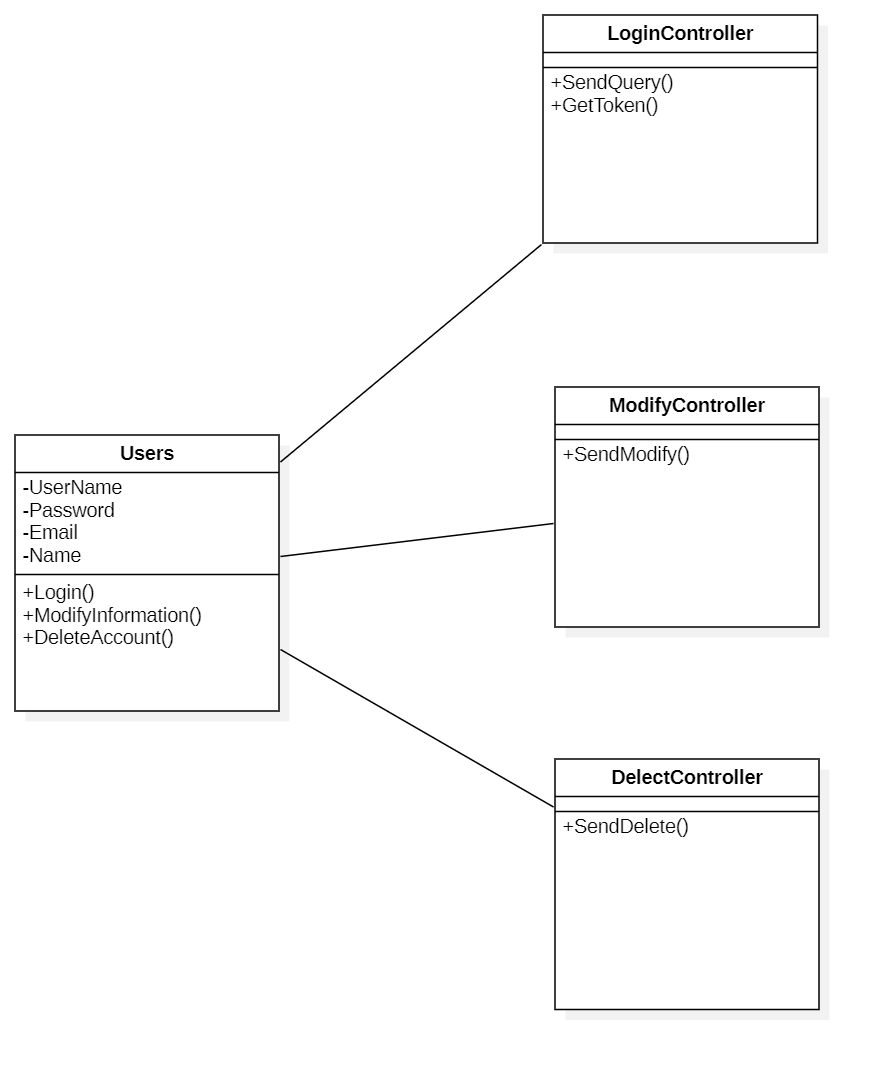 LoginController
+SendQuery()
+GetToken()
ModifyController
+SendModify()
Users
-UserName
-Password
-Email
-Name
+Login()
+ModifyInformation()
+DeleteAccount()
DelectController
+SendDelete()